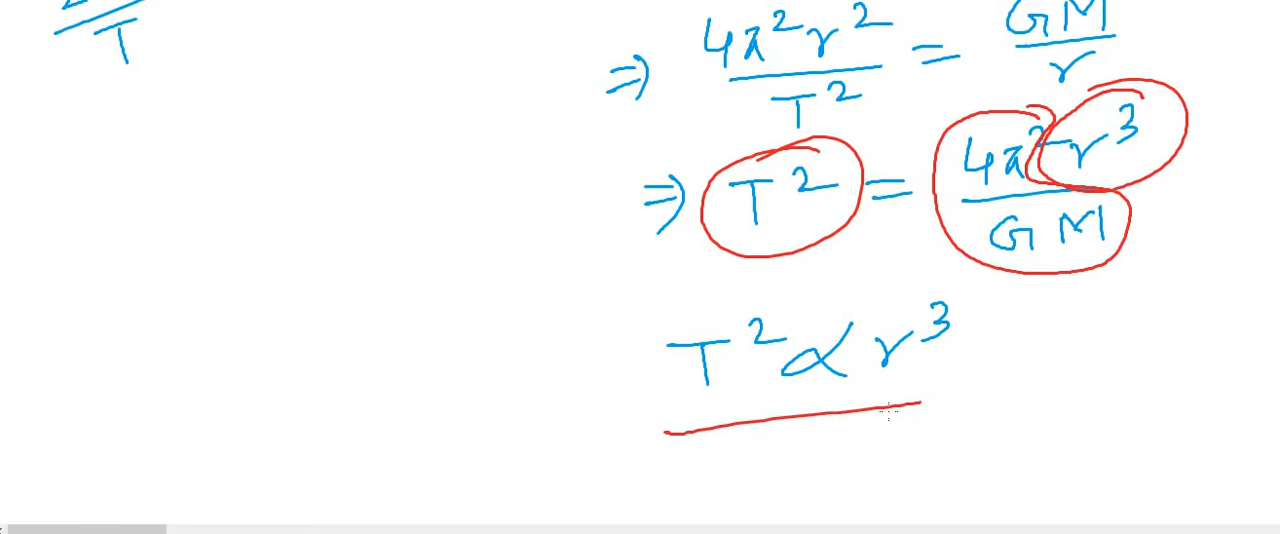 T
⇒ 4π²r²/T² = GM/r
⇒ T² = 4π²r³/GM
T² ∝ r³